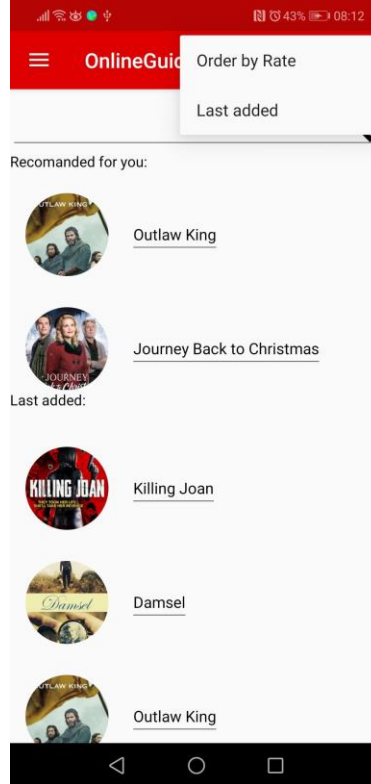 43% 08:12
OnlineGuid
Order by Rate
Last added
Recomanded for you:
OUTLAW KING
Outlaw King
JOURNEY
Journey Back to Christmas
Last added:
KILLING JOAN
Killing Joan
Damsel
Damsel
OUTLAW KING
Outlaw King